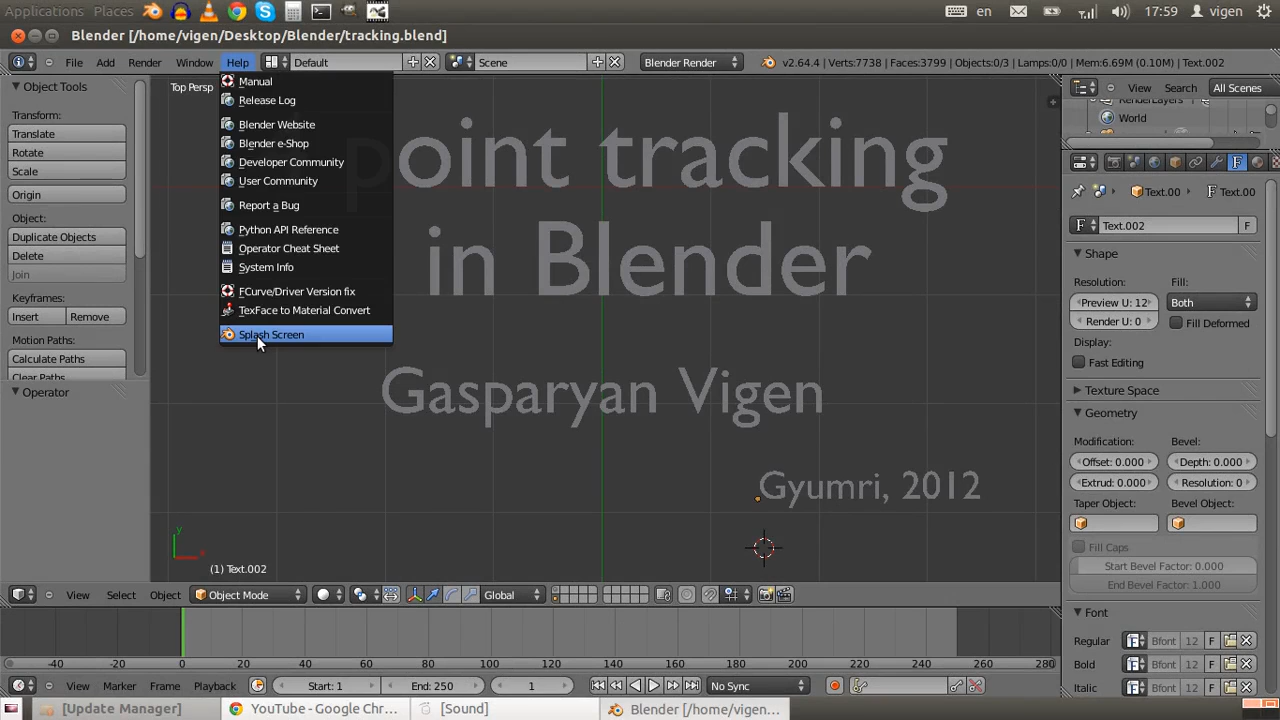 Applications Places en 17:59 vigen
Blender [/home/vigen/Desktop/Blender/tracking.blend]
File Add Render Window Help Default Scene Blender Render v2.64.4 | Verts:7738 | Faces:3799 | Objects:0/3 | Lamps:0/0 | Mem:6.69M (0.10M) | Text.002
Object Tools
Transform:
Translate
Rotate
Scale
Origin
Object:
Duplicate Objects
Delete
Join
Keyframes:
Insert Remove
Motion Paths:
Calculate Paths
Clear Paths
Operator
Manual
Release Log
Blender Website
Blender e-Shop
Developer Community
User Community
Report a Bug
Python API Reference
Operator Cheat Sheet
System Info
FCurve/Driver Version fix
TexFace to Material Convert
Splash Screen
Top Persp
point tracking
in Blender
Gasparyan Vigen
Gyumri, 2012
y
x
(1) Text.002
View Search All Scenes
RenderLayers
World
Text.00 Text.00
Text.002 F
Shape
Resolution: Fill:
Preview U: 12 Both
Render U: 0 Fill Deformed
Display:
Fast Editing
Texture Space
Geometry
Modification: Bevel:
Offset: 0.000 Depth: 0.000
Extrud: 0.000 Resolution: 0
Taper Object: Bevel Object:
Fill Caps
Start Bevel Factor: 0.000
End Bevel Factor: 1.000
Font
Regular Bfont 12 F
Bold Bfont 12 F
Italic Bfont 12 F
View Select Object Object Mode Global
-40 -20 0 20 40 60 80 100 120 140 160 180 200 220 240 260 280
View Marker Frame Playback Start: 1 End: 250 1 No Sync
[Update Manager] YouTube - Google Chr... [Sound] Blender [/home/vigen...